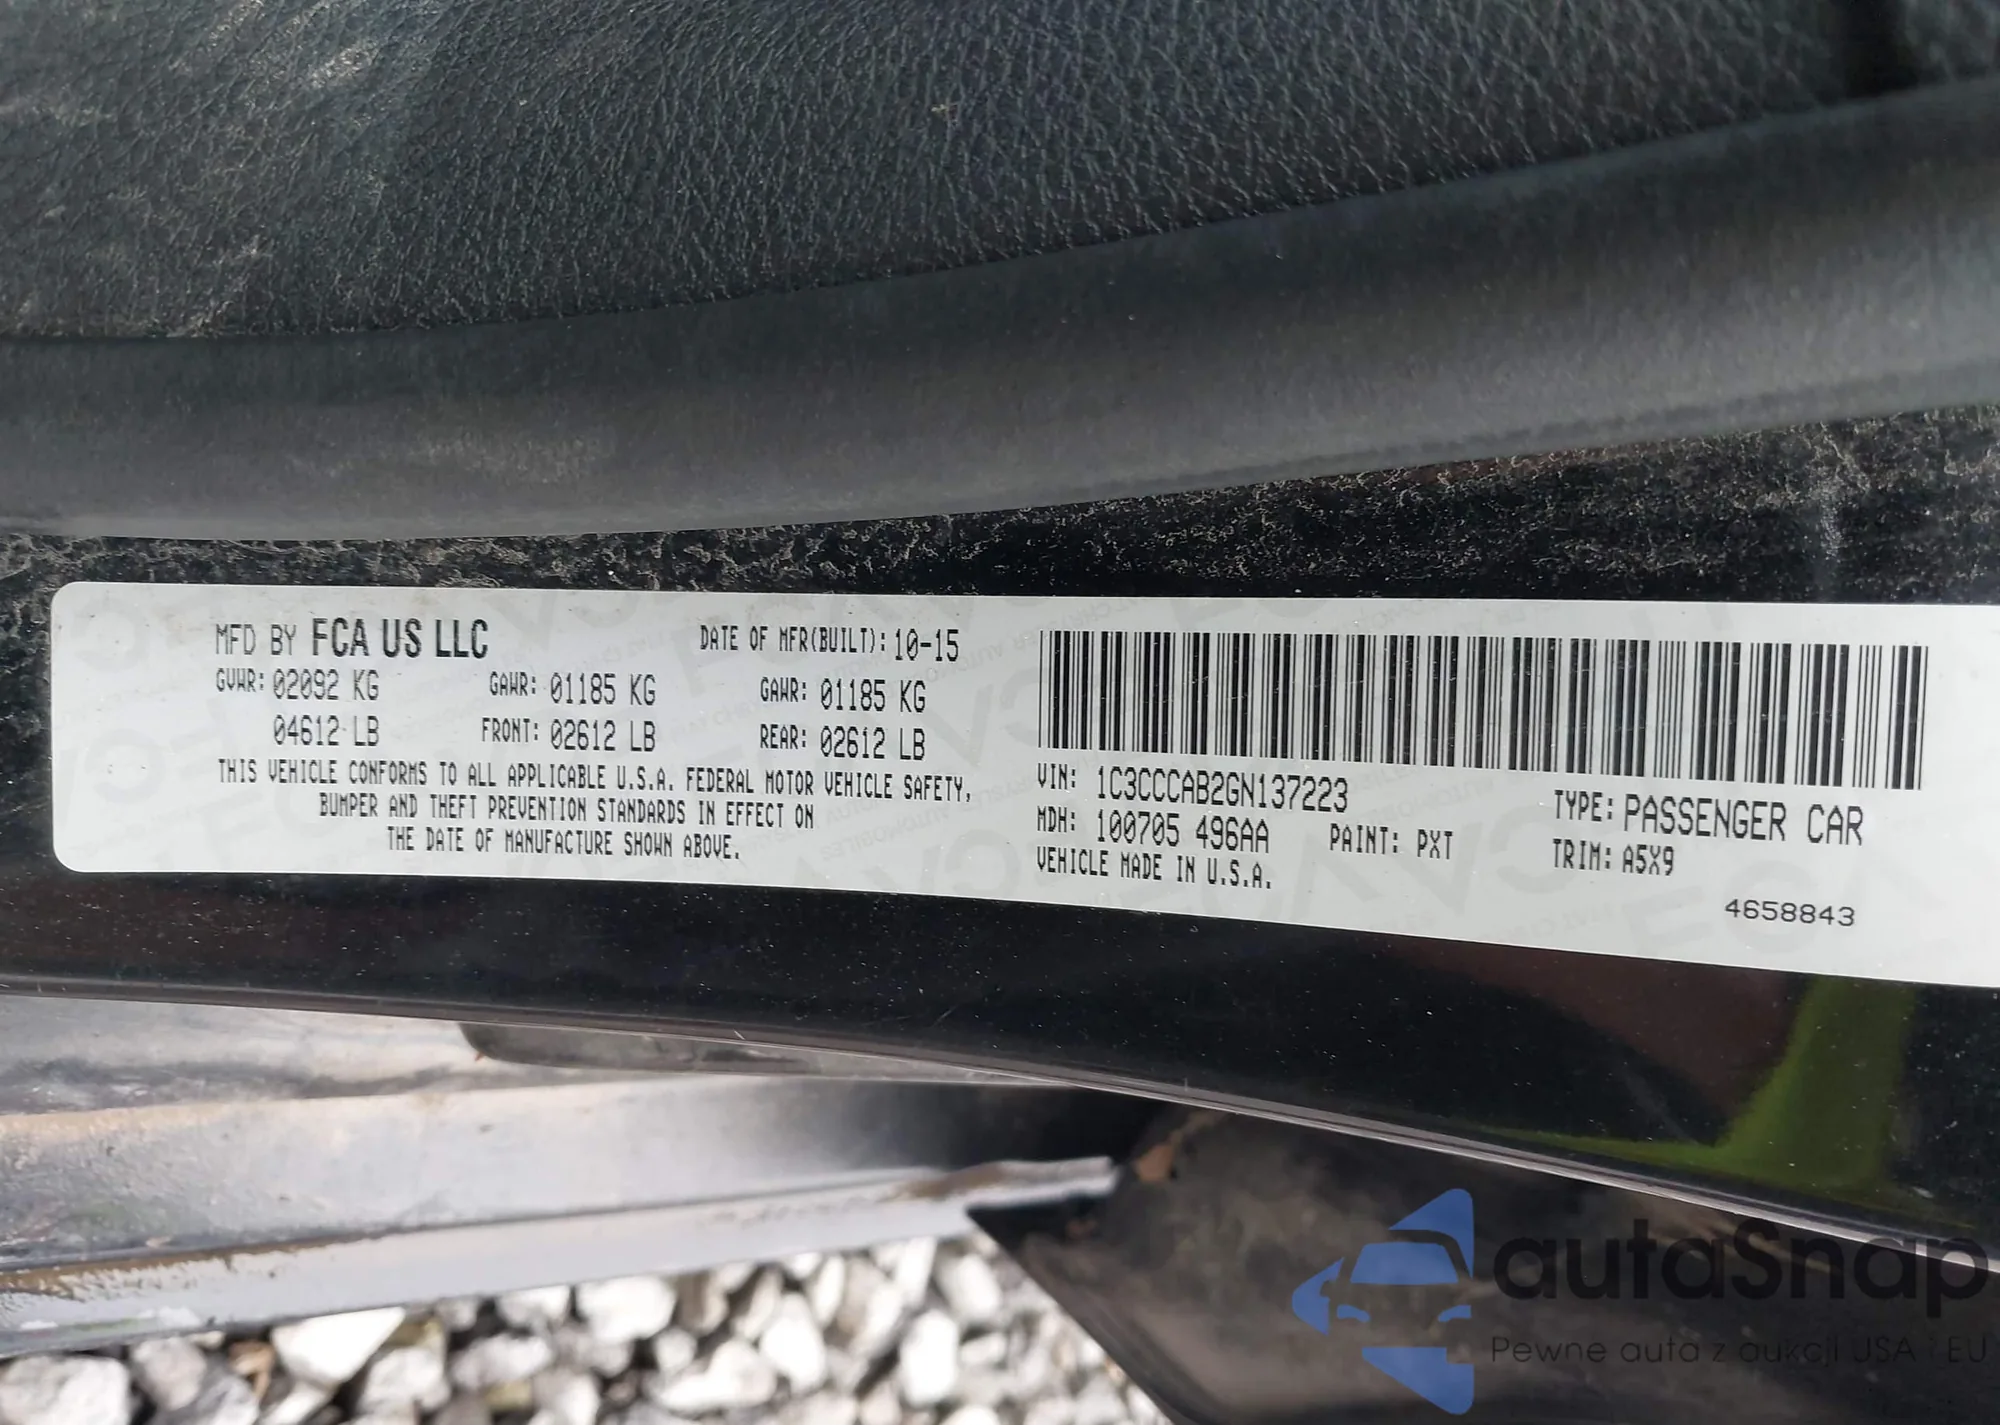 MFD BY FCA US LLC DATE OF MFR(BUILT): 10-15
GVWR: 02092 KG GAWR: 01185 KG GAWR: 01185 KG
04612 LB FRONT: 02612 LB REAR: 02612 LB
THIS VEHICLE CONFORMS TO ALL APPLICABLE U.S.A. FEDERAL MOTOR VEHICLE SAFETY,
BUMPER AND THEFT PREVENTION STANDARDS IN EFFECT ON
THE DATE OF MANUFACTURE SHOWN ABOVE.
VIN: 1C3CCCAB2GN137223 TYPE: PASSENGER CAR
MDH: 100705 496AA PAINT: PXT TRIM: A5X9
VEHICLE MADE IN U.S.A.
4658843
autaSnap
Pewne auta z aukcji USA i EU